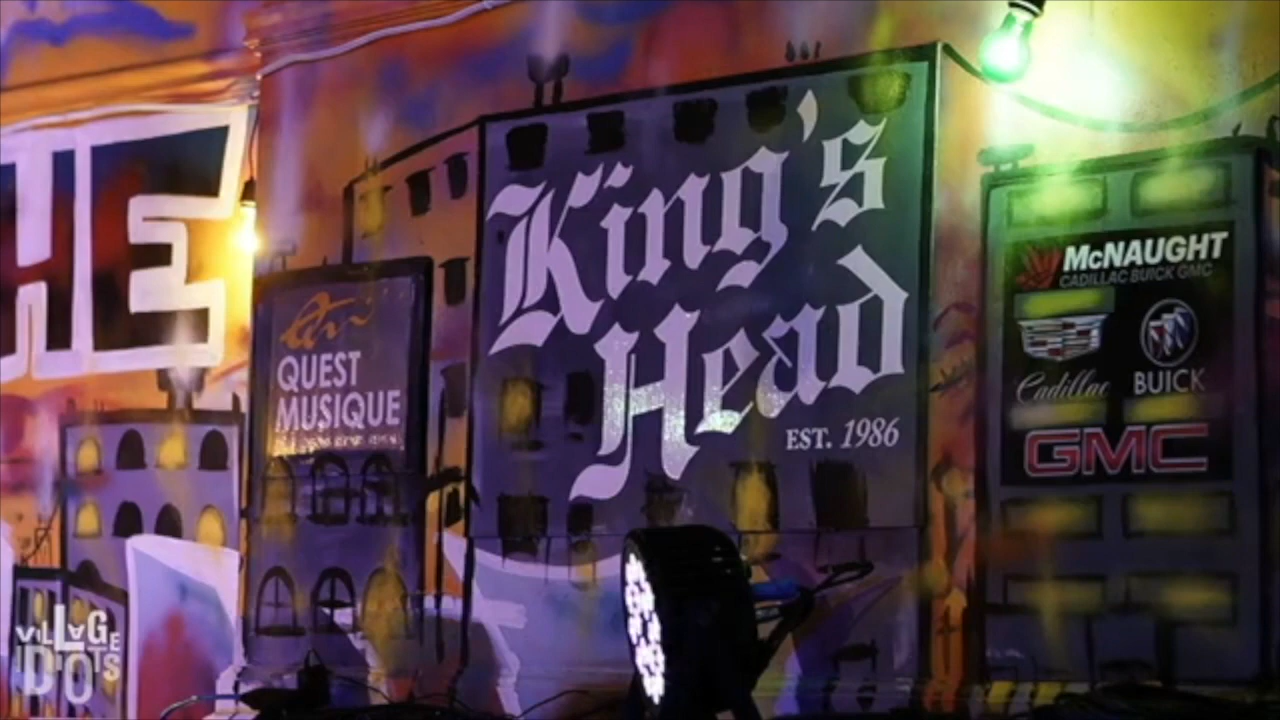 HE
QUEST
MUSIQUE
King's
Head
EST. 1986
McNAUGHT
CADILLAC BUICK GMC
Cadillac
BUICK
GMC
VILLAGE
IDIOTS